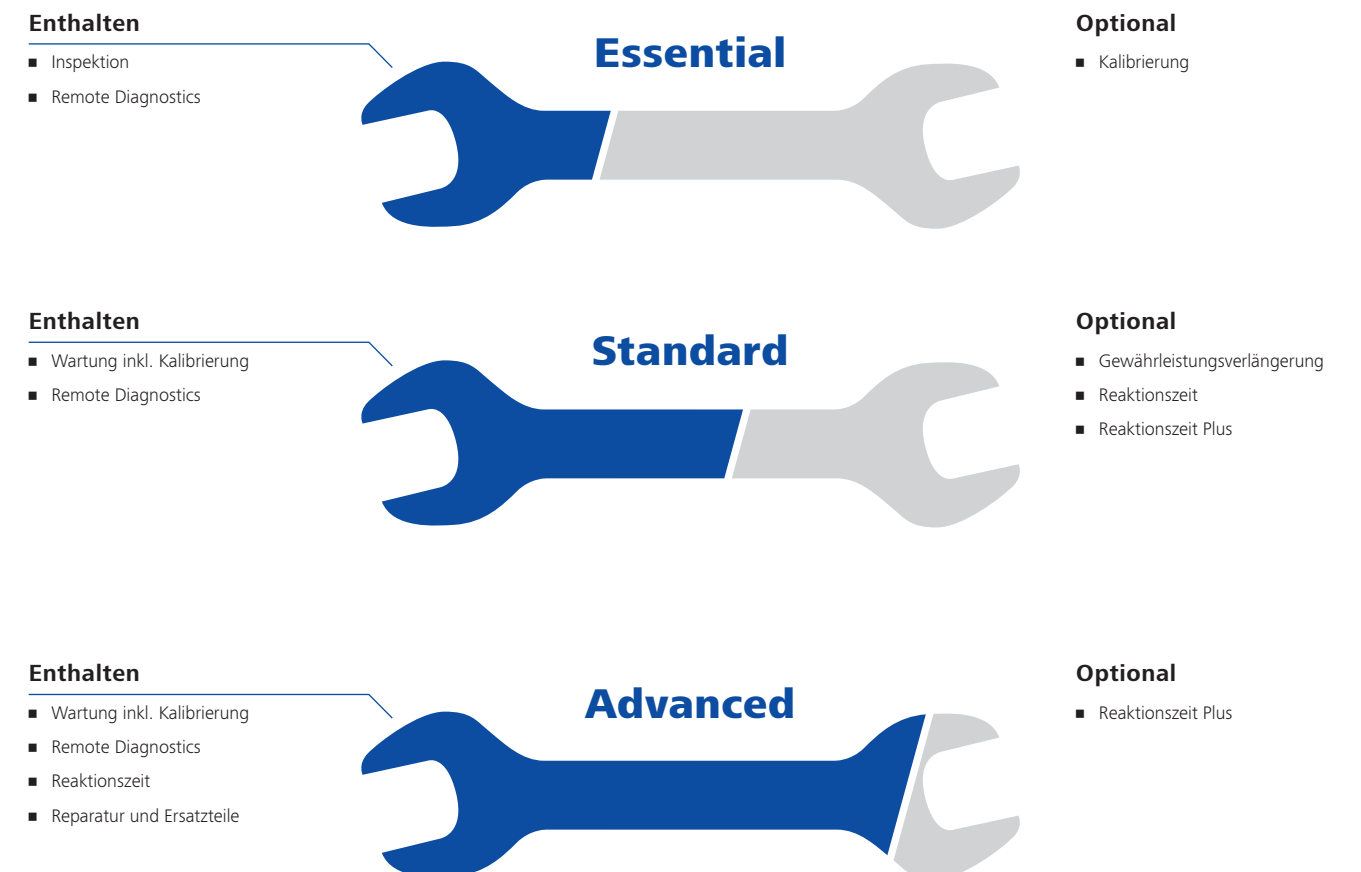 Enthalten
Inspektion
Remote Diagnostics
Essential
Optional
Kalibrierung
Enthalten
Wartung inkl. Kalibrierung
Remote Diagnostics
Standard
Optional
Gewährleistungsverlängerung
Reaktionszeit
Reaktionszeit Plus
Enthalten
Wartung inkl. Kalibrierung
Remote Diagnostics
Reaktionszeit
Reparatur und Ersatzteile
Advanced
Optional
Reaktionszeit Plus